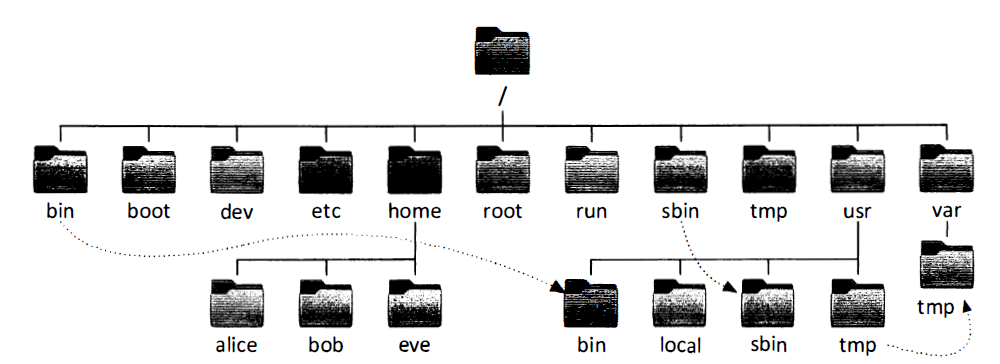 /
bin boot dev etc home root run sbin tmp usr var
tmp
alice bob eve bin local sbin tmp